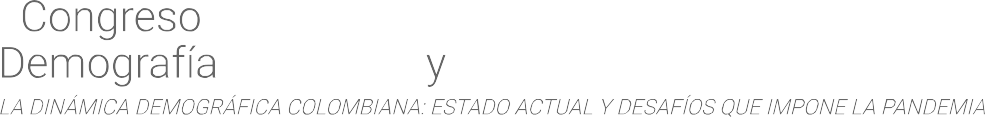 Congreso
Demografía y
LA DINÁMICA DEMOGRÁFICA COLOMBIANA: ESTADO ACTUAL Y DESAFÍOS QUE IMPONE LA PANDEMIA